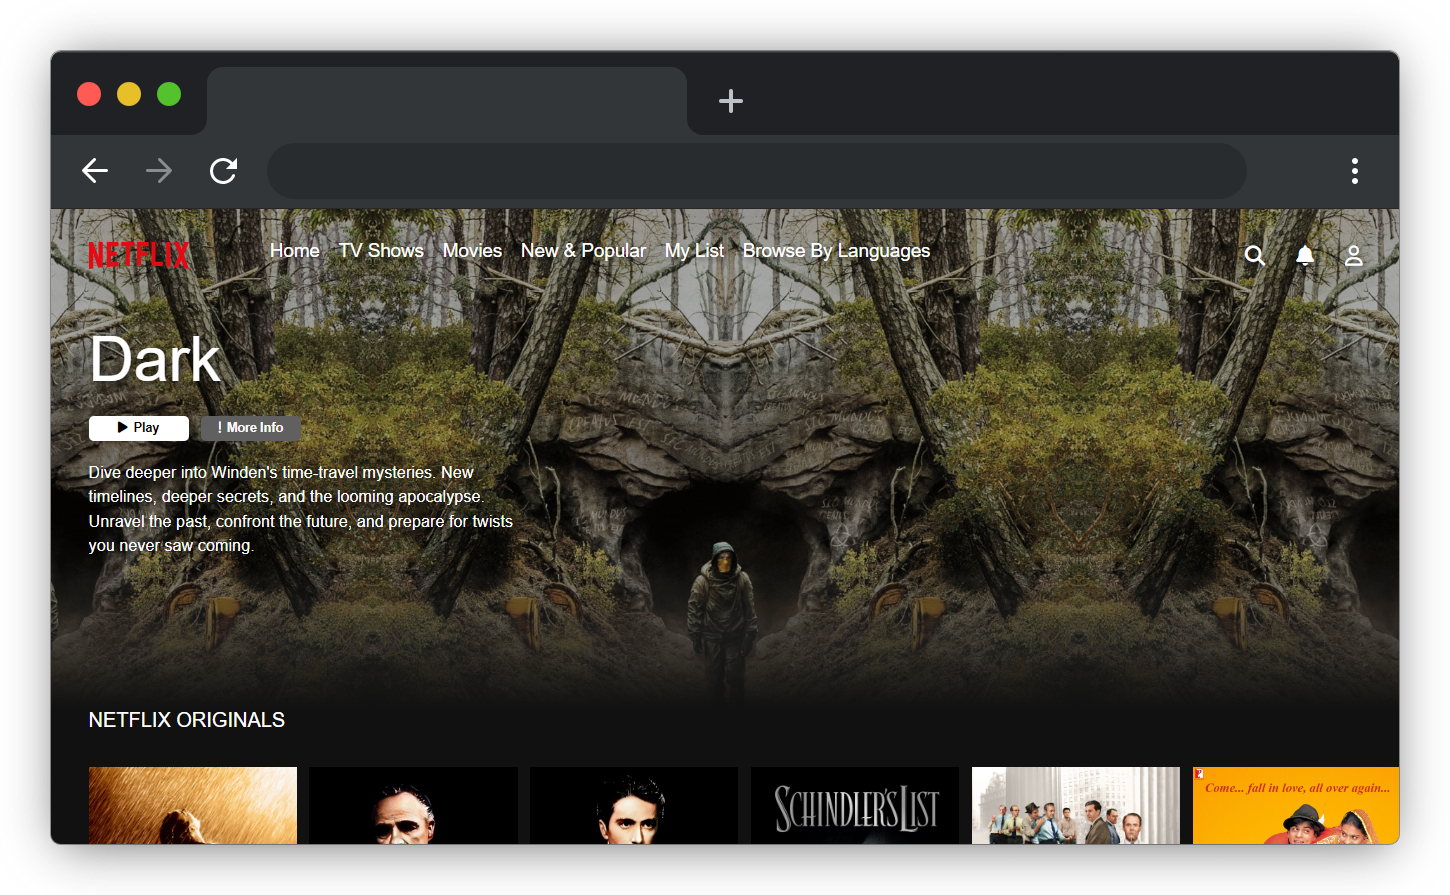 NETFLIX
Home TV Shows Movies New & Popular My List Browse By Languages
Dark
Play
! More Info
Dive deeper into Winden's time-travel mysteries. New
timelines, deeper secrets, and the looming apocalypse.
Unravel the past, confront the future, and prepare for twists
you never saw coming.
NETFLIX ORIGINALS
SCHINDLER'S LIST
Come... fall in love, all over again...